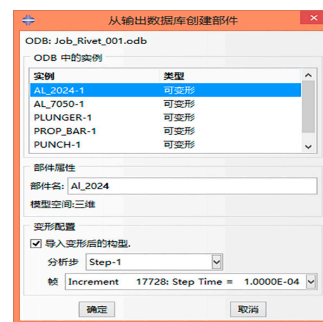 从输出数据库创建部件
ODB: Job_Rivet_001.odb
ODB 中的实例
实例 类型
AL_2024-1 可变形
AL_7050-1 可变形
PLUNGER-1 可变形
PROP_BAR-1 可变形
PUNCH-1 可变形
部件属性
部件名: Al_2024
模型空间:三维
变形配置
导入变形后的构型.
分析步 Step-1
帧 Increment 17728: Step Time = 1.0000E-04
确定 取消